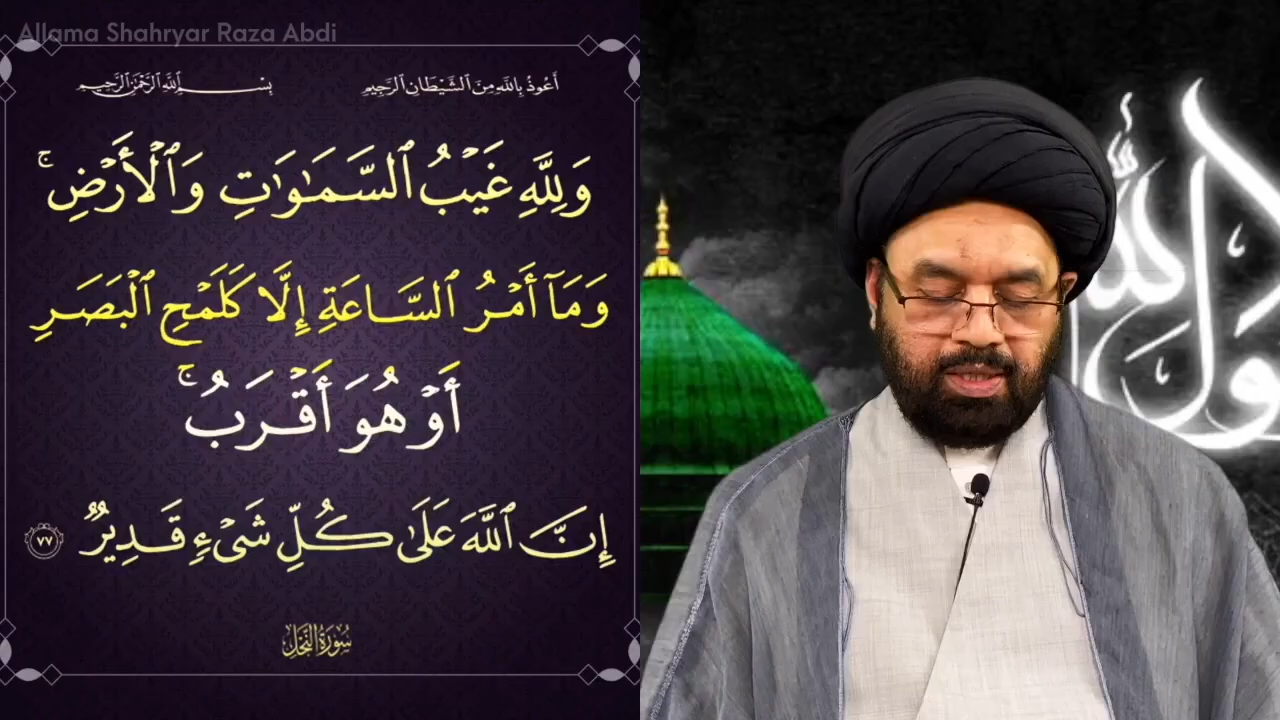 Allama Shahryar Raza Abdi
أَعُوذُ بِاللَّهِ مِنَ الشَّيْطَانِ الرَّجِيمِ بِسْمِ اللَّهِ الرَّحْمَٰنِ الرَّحِيمِ
وَلِلَّهِ غَيْبُ ٱلسَّمَـٰوَٰتِ وَٱلْأَرْضِ ۚ
وَمَآ أَمْرُ ٱلسَّاعَةِ إِلَّا كَلَمْحِ ٱلْبَصَرِ
أَوْ هُوَ أَقْرَبُ ۚ
إِنَّ ٱللَّهَ عَلَىٰ كُلِّ شَىْءٍ قَدِيرٌ ٧٧
سُورَةُ النَّحْلِ